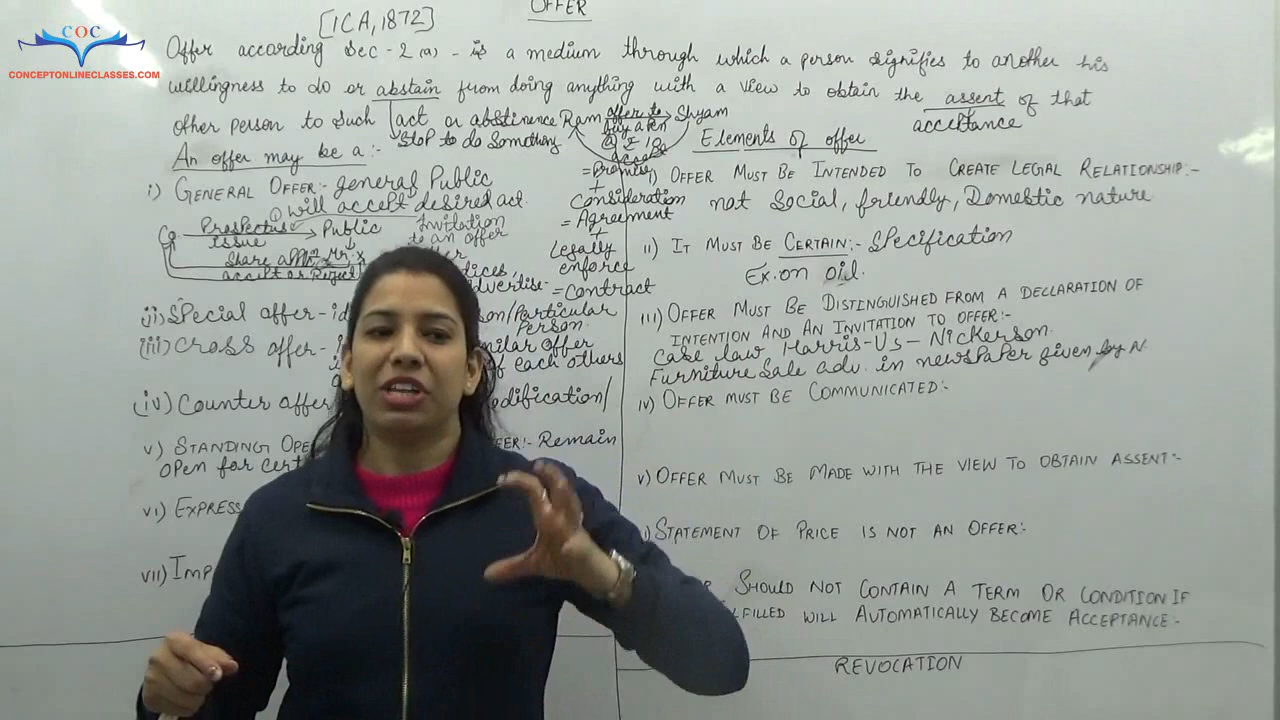 COC
CONCEPTONLINECLASSES.COM
OFFER
[ICA, 1872]
Offer according Sec - 2 (a) - is a medium through which a person signifies to another his
willingness to do or abstain from doing anything with a view to obtain the assent of that
other person to such act or abstinence
acceptance
Stop to do Something
Ram offer to Shyam
buy a pen
@ 10
accept
= Promise
+
Consideration
= Agreement
+
Legally
enforce
= Contract
An offer may be a :-
i) GENERAL OFFER:- general Public
will accept desired act.
Co Prospectus Public
issue
Invitation
to an offer
Share Mr. X
accept or Reject
advertise-
ii) SPecial offer - Particular
Person.
(iii) cross offer - similar offer
of each others
(iv) Counter offer modification/
V) STANDING OPE :- Remain
OPen for cert
VI) EXPRESS
VII) IMP
Elements of offer
I) OFFER MUST BE INTENDED TO CREATE LEGAL RELATIONSHIP:-
not Social, friendly, Domestic nature
II) IT MUST BE CERTAIN:- SPecification
Ex. on oil.
III) OFFER MUST BE DISTINGUISHED FROM A DECLARATION OF
INTENTION AND AN INVITATION TO OFFER:-
Case law Harris - Vs - Nickerson.
Furniture Sale adv. in newsPaper given by N
IV) OFFER MUST BE COMMUNICATED:-
V) OFFER MUST BE MADE WITH THE VIEW TO OBTAIN ASSENT:-
) STATEMENT OF PRICE IS NOT AN OFFER:-
SHOULD NOT CONTAIN A TERM OR CONDITION IF
LFILLED WILL AUTOMATICALLY BECOME ACCEPTANCE:-
REVOCATION